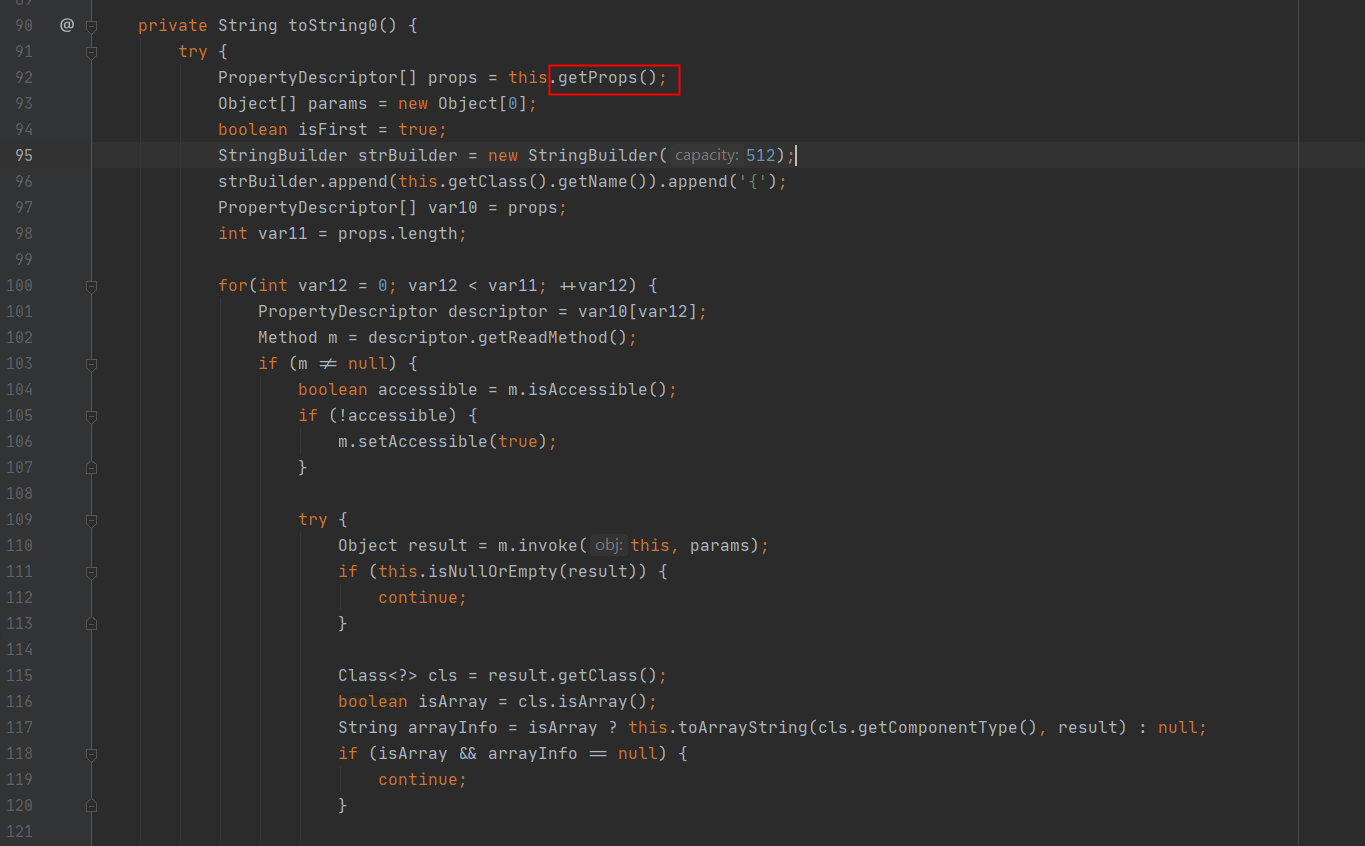 89
90 @ private String toString0() {
91 try {
92 PropertyDescriptor[] props = this.getProps();
93 Object[] params = new Object[0];
94 boolean isFirst = true;
95 StringBuilder strBuilder = new StringBuilder( capacity: 512);
96 strBuilder.append(this.getClass().getName()).append('{');
97 PropertyDescriptor[] var10 = props;
98 int var11 = props.length;
99
100 for(int var12 = 0; var12 < var11; ++var12) {
101 PropertyDescriptor descriptor = var10[var12];
102 Method m = descriptor.getReadMethod();
103 if (m != null) {
104 boolean accessible = m.isAccessible();
105 if (!accessible) {
106 m.setAccessible(true);
107 }
108
109 try {
110 Object result = m.invoke( obj: this, params);
111 if (this.isNullOrEmpty(result)) {
112 continue;
113 }
114
115 Class<?> cls = result.getClass();
116 boolean isArray = cls.isArray();
117 String arrayInfo = isArray ? this.toArrayString(cls.getComponentType(), result) : null;
118 if (isArray && arrayInfo == null) {
119 continue;
120 }
121